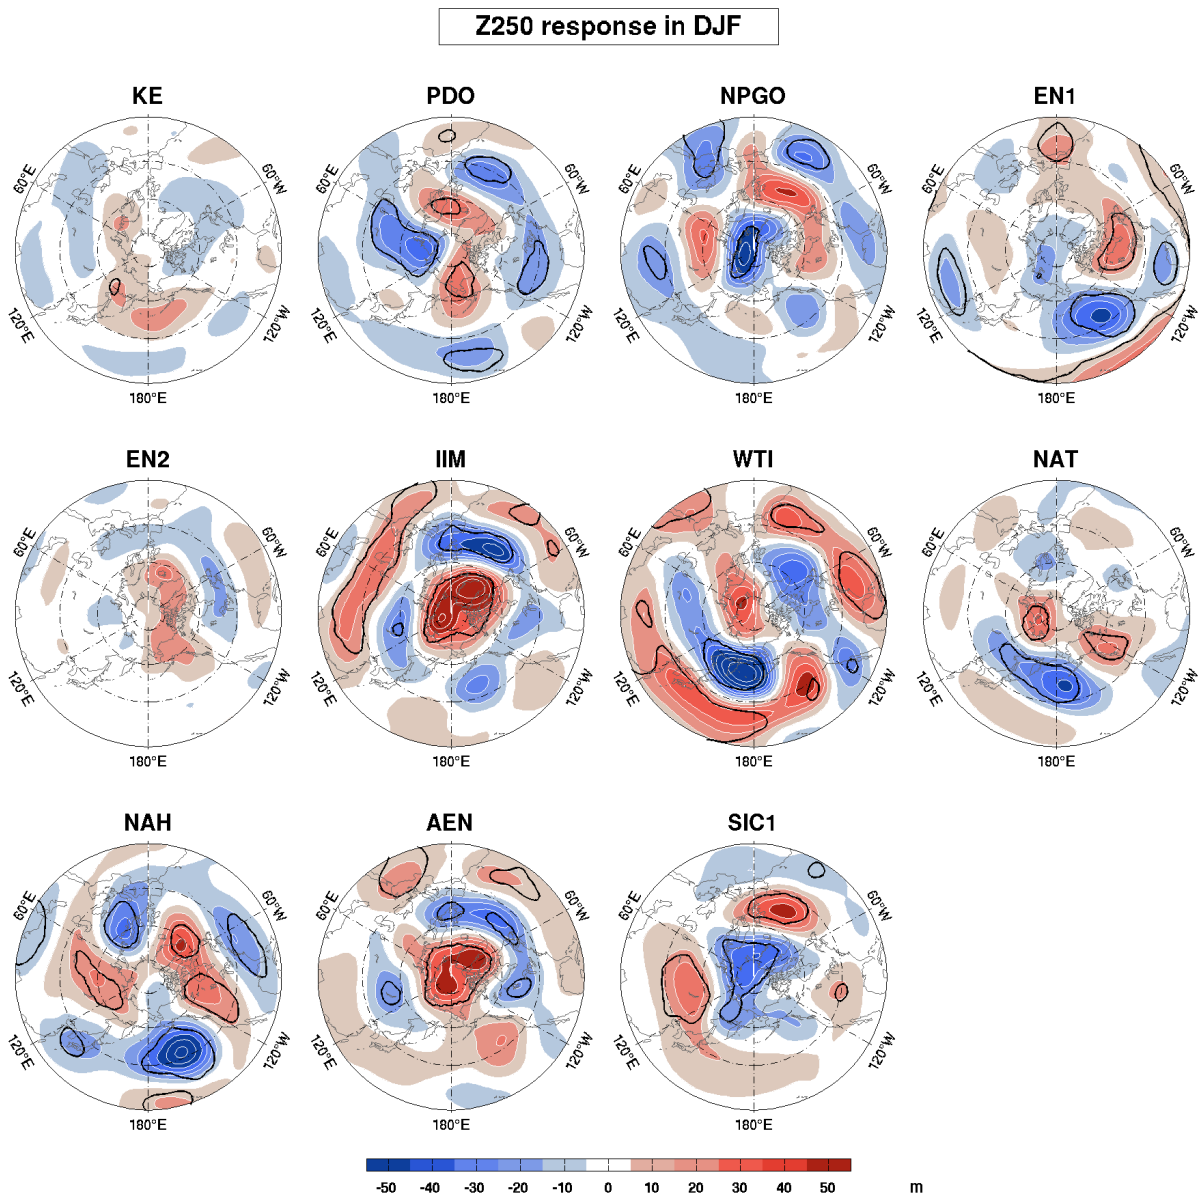 Z250 response in DJF
KE PDO NPGO EN1
60°E 60°W 60°E 60°W 60°E 60°W 60°E 60°W
120°E 120°W 120°E 120°W 120°E 120°W 120°E 120°W
180°E 180°E 180°E 180°E
EN2 IIM WTI NAT
60°E 60°W 60°E 60°W 60°E 60°W 60°E 60°W
120°E 120°W 120°E 120°W 120°E 120°W 120°E 120°W
180°E 180°E 180°E 180°E
NAH AEN SIC1
60°E 60°W 60°E 60°W 60°E 60°W
120°E 120°W 120°E 120°W 120°E 120°W
180°E 180°E 180°E
-50 -40 -30 -20 -10 0 10 20 30 40 50 m